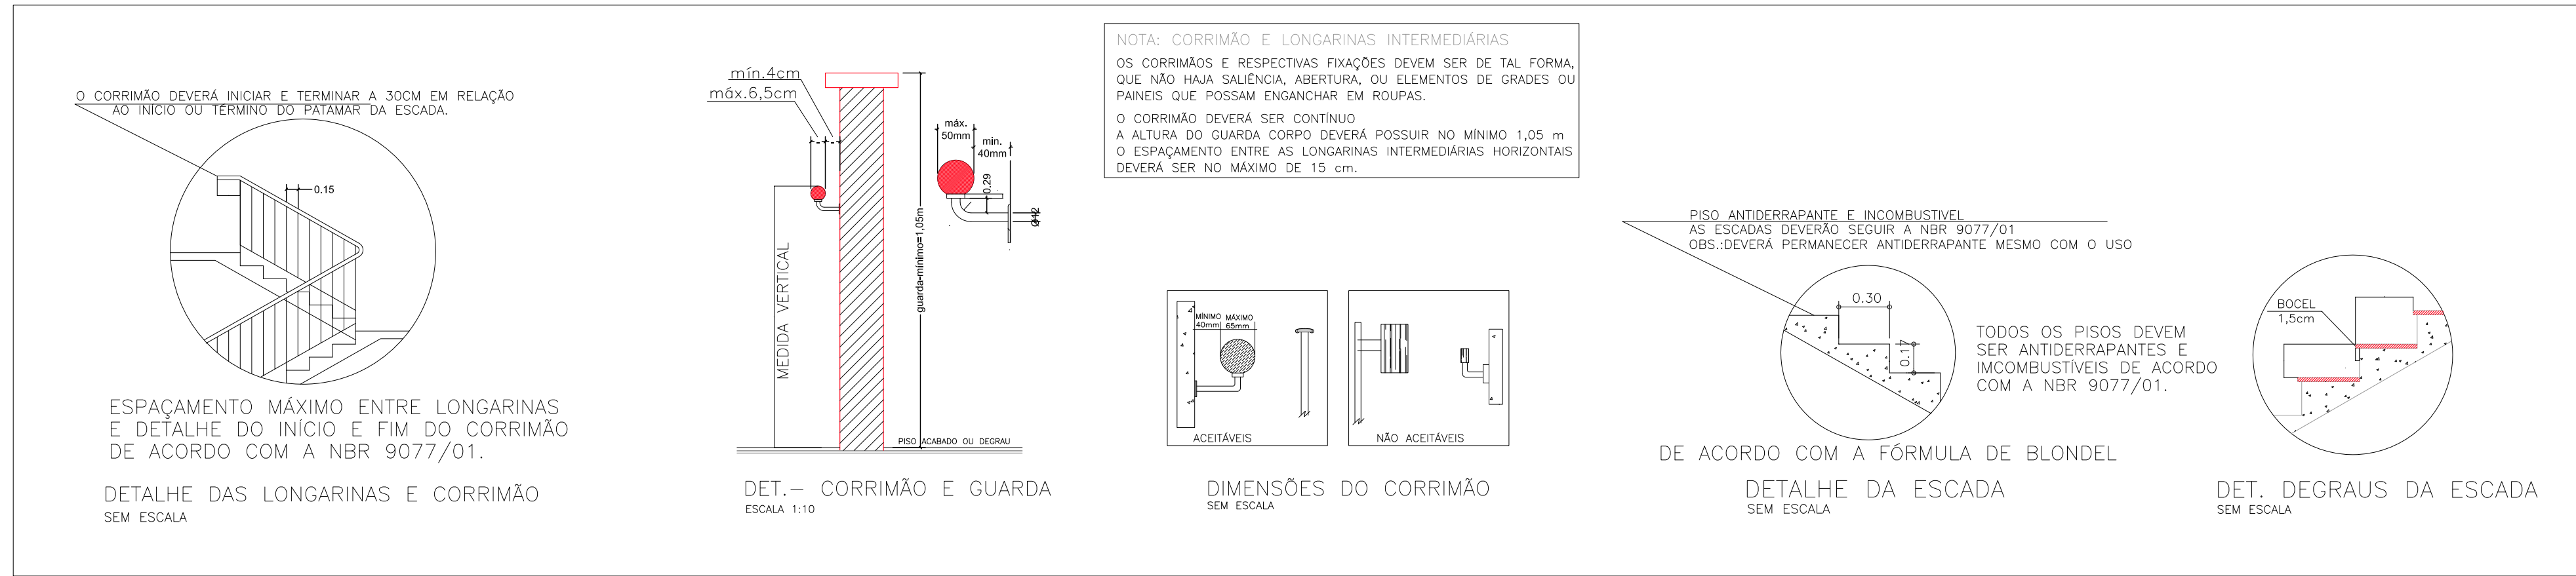 O CORRIMÃO DEVERÁ INICIAR E TERMINAR A 30CM EM RELAÇÃO
AO INÍCIO OU TÉRMINO DO PATAMAR DA ESCADA.
0.15
ESPAÇAMENTO MÁXIMO ENTRE LONGARINAS
E DETALHE DO INÍCIO E FIM DO CORRIMÃO
DE ACORDO COM A NBR 9077/01.
DETALHE DAS LONGARINAS E CORRIMÃO
SEM ESCALA
mín.4cm
máx.6,5cm
MEDIDA VERTICAL
guarda-mínimo=1,05m
PISO ACABADO OU DEGRAU
máx.
50mm
min.
40mm
0.29
DET.- CORRIMÃO E GUARDA
ESCALA 1:10
NOTA: CORRIMÃO E LONGARINAS INTERMEDIÁRIAS
OS CORRIMÃOS E RESPECTIVAS FIXAÇÕES DEVEM SER DE TAL FORMA,
QUE NÃO HAJA SALIÊNCIA, ABERTURA, OU ELEMENTOS DE GRADES OU
PAINEIS QUE POSSAM ENGANCHAR EM ROUPAS.
O CORRIMÃO DEVERÁ SER CONTÍNUO
A ALTURA DO GUARDA CORPO DEVERÁ POSSUIR NO MÍNIMO 1,05 m
O ESPAÇAMENTO ENTRE AS LONGARINAS INTERMEDIÁRIAS HORIZONTAIS
DEVERÁ SER NO MÁXIMO DE 15 cm.
MÍNIMO MÁXIMO
40mm 65mm
ACEITÁVEIS
NÃO ACEITÁVEIS
DIMENSÕES DO CORRIMÃO
SEM ESCALA
PISO ANTIDERRAPANTE E INCOMBUSTIVEL
AS ESCADAS DEVERÃO SEGUIR A NBR 9077/01
OBS.:DEVERÁ PERMANECER ANTIDERRAPANTE MESMO COM O USO
0.30
0.17
TODOS OS PISOS DEVEM
SER ANTIDERRAPANTES E
IMCOMBUSTÍVEIS DE ACORDO
COM A NBR 9077/01.
DE ACORDO COM A FÓRMULA DE BLONDEL
DETALHE DA ESCADA
SEM ESCALA
BOCEL
1,5cm
DET. DEGRAUS DA ESCADA
SEM ESCALA